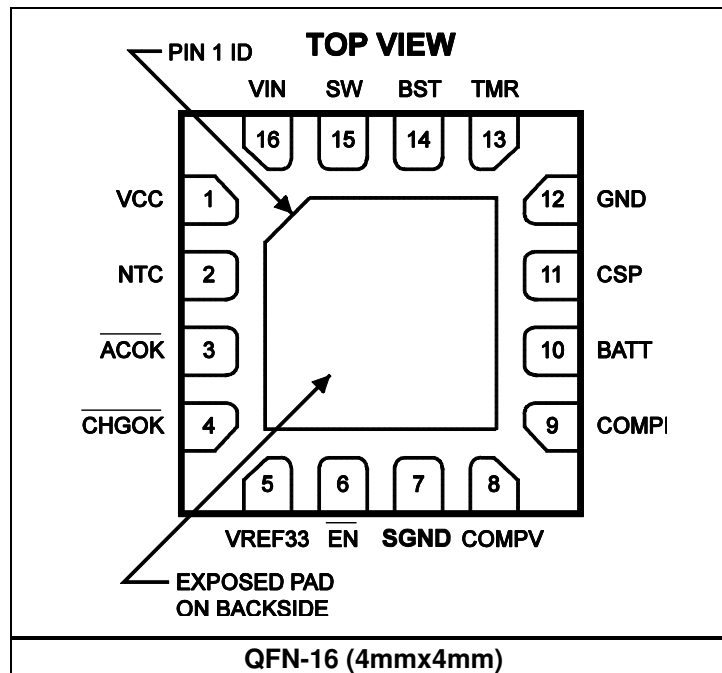 PIN 1 ID
TOP VIEW
VIN SW BST TMR
16 15 14 13
VCC 1 12 GND
NTC 2 11 CSP
ACOK 3 10 BATT
CHGOK 4 9 COMPI
5 6 7 8
VREF33 EN SGND COMPV
EXPOSED PAD
ON BACKSIDE
QFN-16 (4mmx4mm)